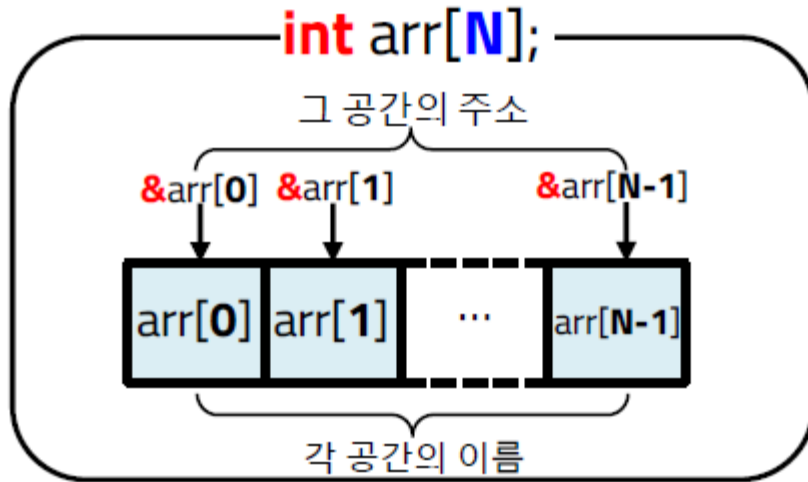 int arr[N];
그 공간의 주소
&arr[0] &arr[1] &arr[N-1]
arr[0] arr[1] ... arr[N-1]
각 공간의 이름